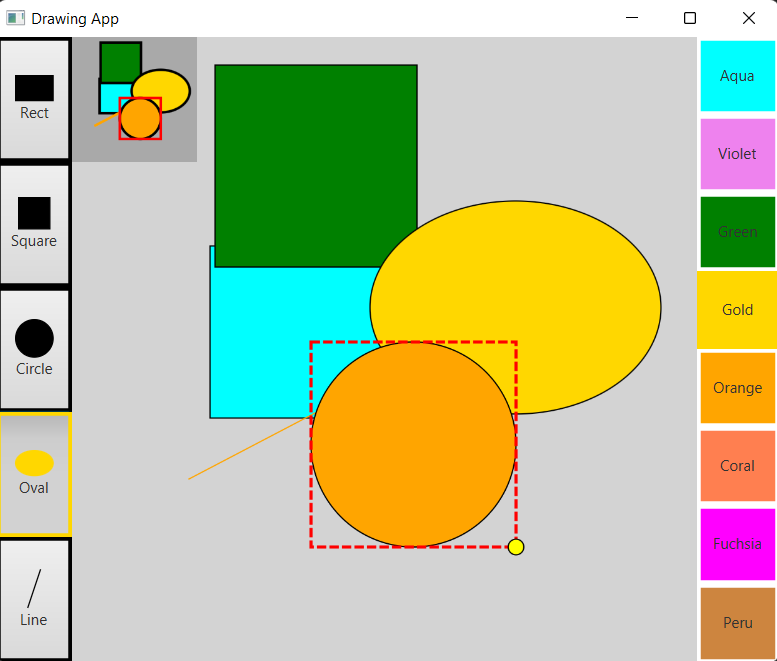 Drawing App
Rect
Square
Circle
Oval
Line
Aqua
Violet
Green
Gold
Orange
Coral
Fuchsia
Peru